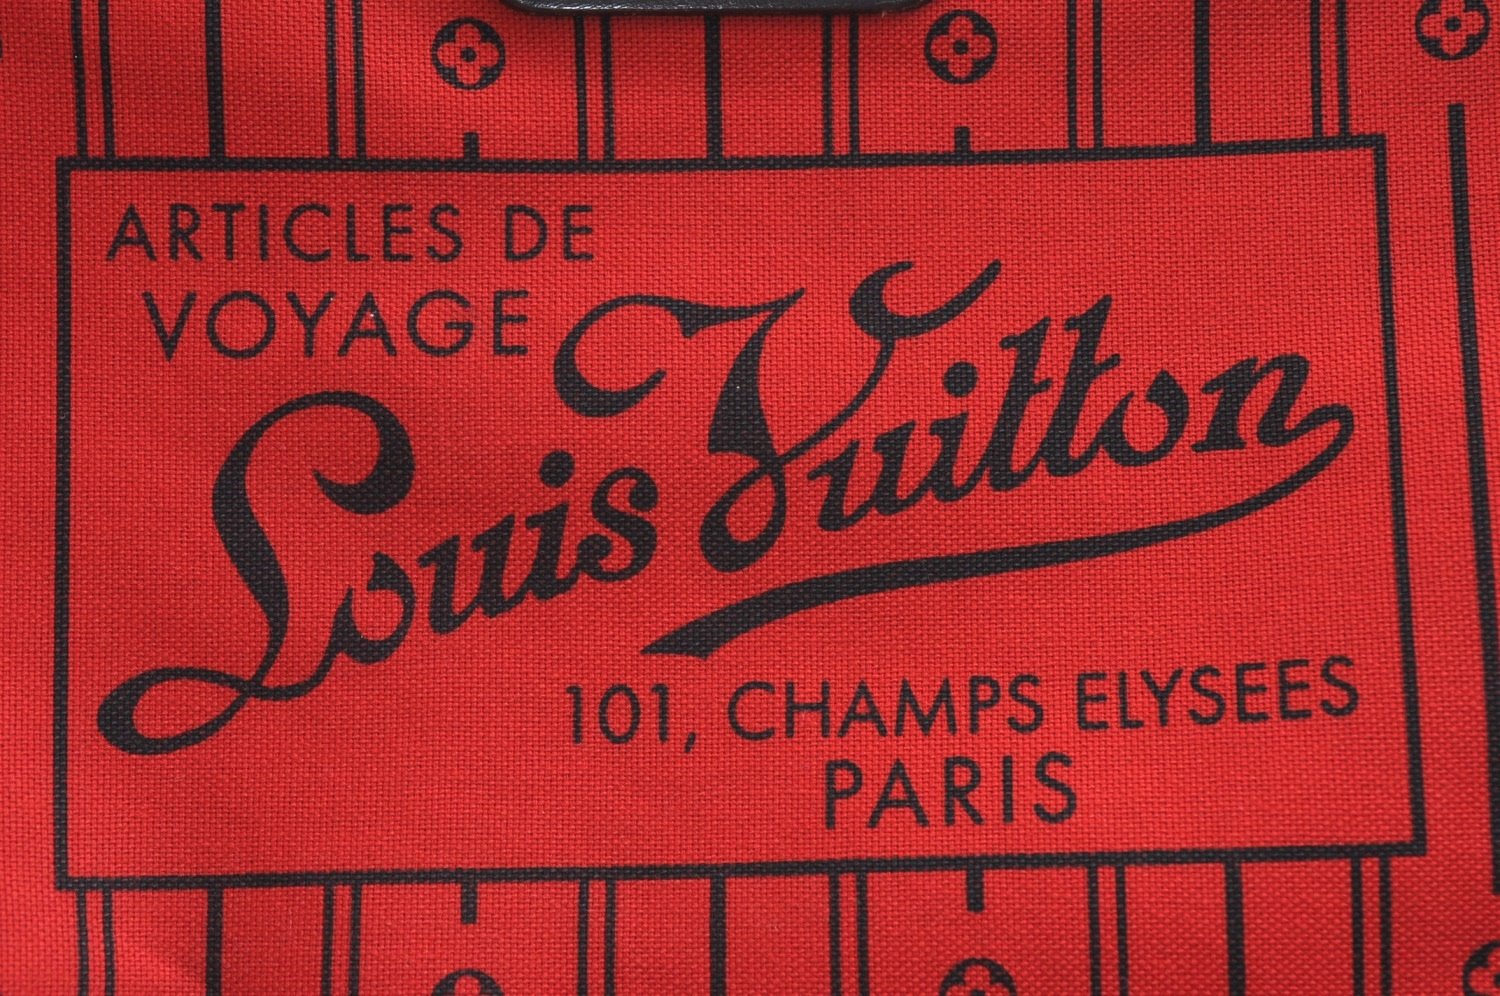 ARTICLES DE
VOYAGE
Louis Vuitton
101, CHAMPS ELYSEES
PARIS